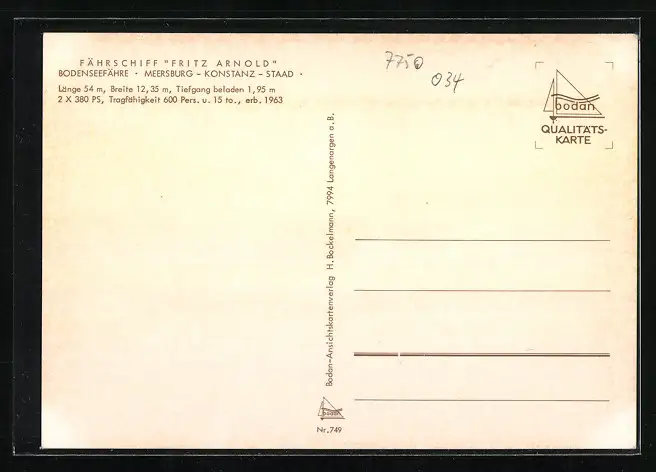 FÄHRSCHIFF "FRITZ ARNOLD"
BODENSEEFÄHRE · MEERSBURG – KONSTANZ – STAAD ·
Länge 54 m, Breite 12,35 m, Tiefgang beladen 1,95 m
2 X 380 PS, Tragfähigkeit 600 Pers. u. 15 to., erb. 1963
7750
034
bodan
QUALITÄTS-
KARTE
Bodan-Ansichtskartenverlag H. Bockelmann, 7994 Langenargen a. B.
bodan
Nr. 749